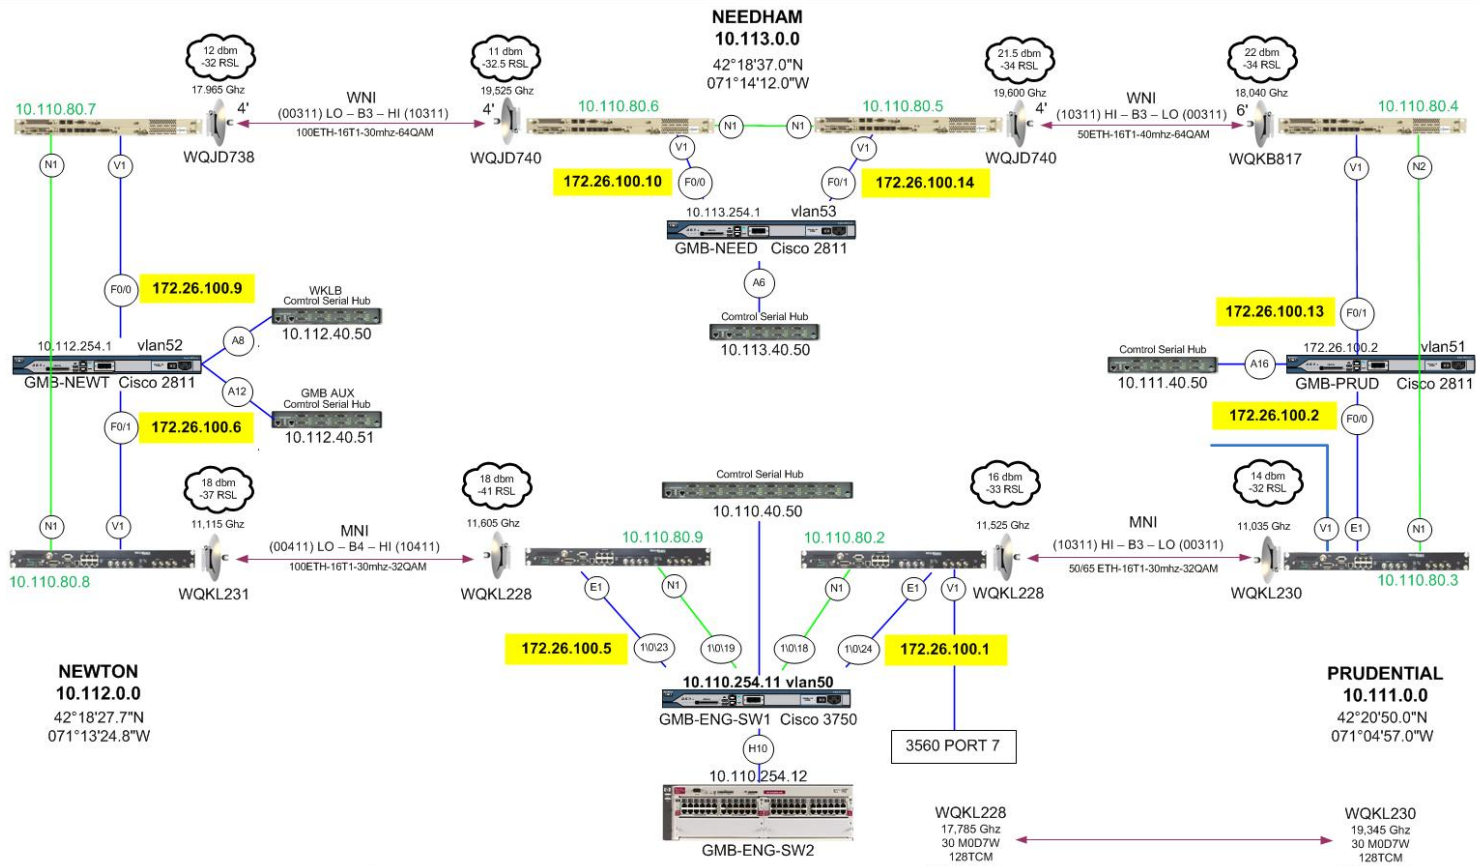 NEEDHAM
10.113.0.0
42°18'37.0"N
071°14'12.0"W
12 dbm
-32 RSL
17.965 Ghz
11 dbm
-32.5 RSL
19,525 Ghz
21.5 dbm
-34 RSL
19,600 Ghz
22 dbm
-34 RSL
18,040 Ghz
10.110.80.7
4'
WNI
(00311) LO – B3 – HI (10311)
100ETH-16T1-30mhz-64QAM
4'
10.110.80.6
10.110.80.5
4'
WNI
(10311) HI – B3 – LO (00311)
50ETH-16T1-40mhz-64QAM
6'
10.110.80.4
WQJD738
WQJD740
N1
N1
WQJD740
WQKB817
N1
V1
V1
V1
V1
N2
172.26.100.10
F0/0
F0/1
172.26.100.14
10.113.254.1
vlan53
GMB-NEED
Cisco 2811
A6
Comtrol Serial Hub
10.113.40.50
F0/0
172.26.100.9
WKLB
Comtrol Serial Hub
10.112.40.50
A8
10.112.254.1
vlan52
GMB-NEWT
Cisco 2811
A12
GMB AUX
Comtrol Serial Hub
10.112.40.51
F0/1
172.26.100.6
172.26.100.13
F0/1
172.26.100.2
vlan51
Comtrol Serial Hub
10.111.40.50
A16
GMB-PRUD
Cisco 2811
172.26.100.2
F0/0
18 dbm
-37 RSL
11,115 Ghz
18 dbm
-41 RSL
11,605 Ghz
Comtrol Serial Hub
10.110.40.50
16 dbm
-33 RSL
11,525 Ghz
14 dbm
-32 RSL
11,035 Ghz
N1
V1
MNI
(00411) LO – B4 – HI (10411)
100ETH-16T1-30mhz-32QAM
10.110.80.9
10.110.80.2
MNI
(10311) HI – B3 – LO (00311)
50/65 ETH-16T1-30mhz-32QAM
V1
E1
N1
10.110.80.8
10.110.80.3
WQKL231
WQKL228
E1
N1
N1
E1
V1
WQKL228
WQKL230
172.26.100.5
1\0\23
1\0\19
1\0\18
1\0\24
172.26.100.1
10.110.254.11 vlan50
GMB-ENG-SW1
Cisco 3750
3560 PORT 7
H10
10.110.254.12
GMB-ENG-SW2
NEWTON
10.112.0.0
42°18'27.7"N
071°13'24.8"W
PRUDENTIAL
10.111.0.0
42°20'50.0"N
071°04'57.0"W
WQKL228
17,785 Ghz
30 M0D7W
128TCM
WQKL230
19,345 Ghz
30 M0D7W
128TCM